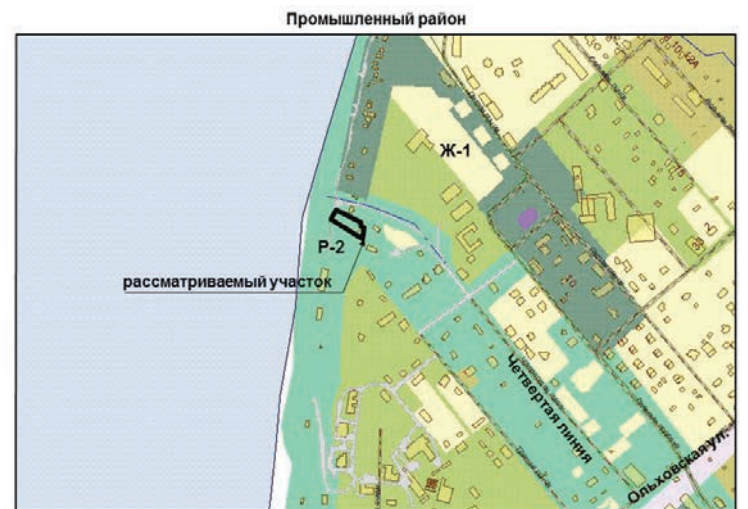 Промышленный район
Ж-1
Р-2
рассматриваемый участок
Четвертая линия
Ольховская ул.